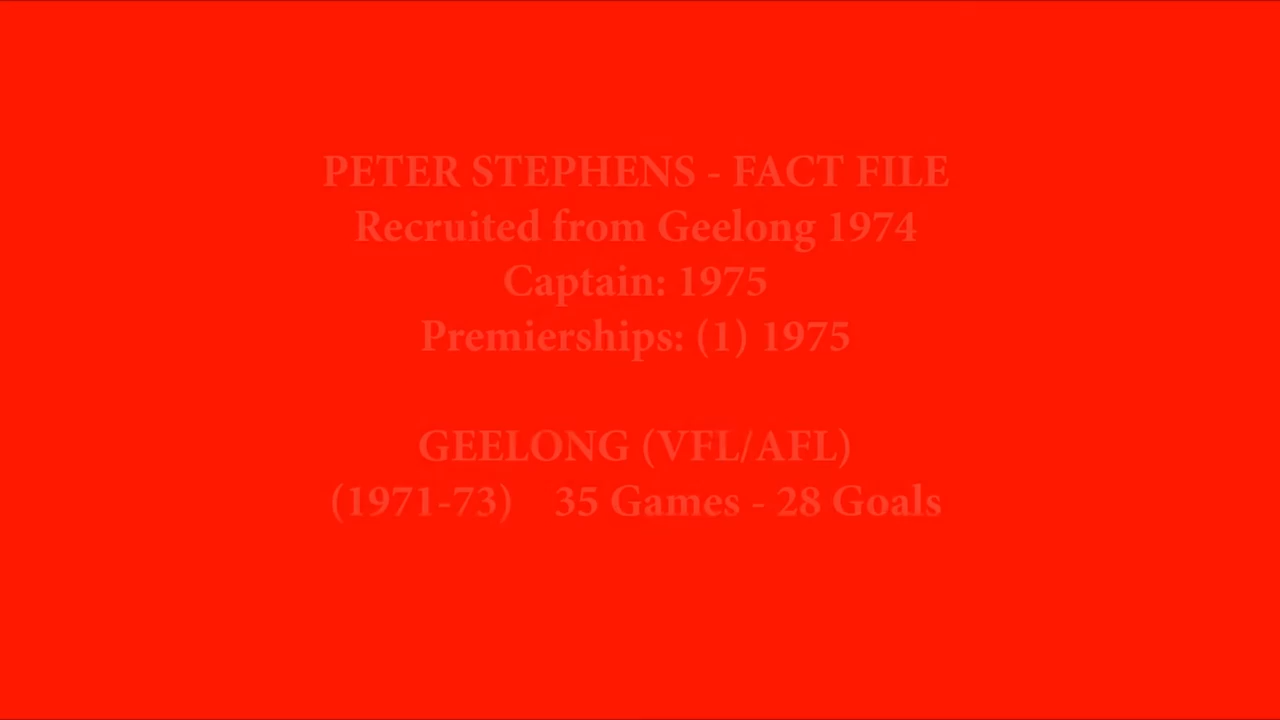 PETER STEPHENS - FACT FILE
Recruited from Geelong 1974
Captain: 1975
Premierships: (1) 1975
GEELONG (VFL/AFL)
(1971-73) 35 Games - 28 Goals